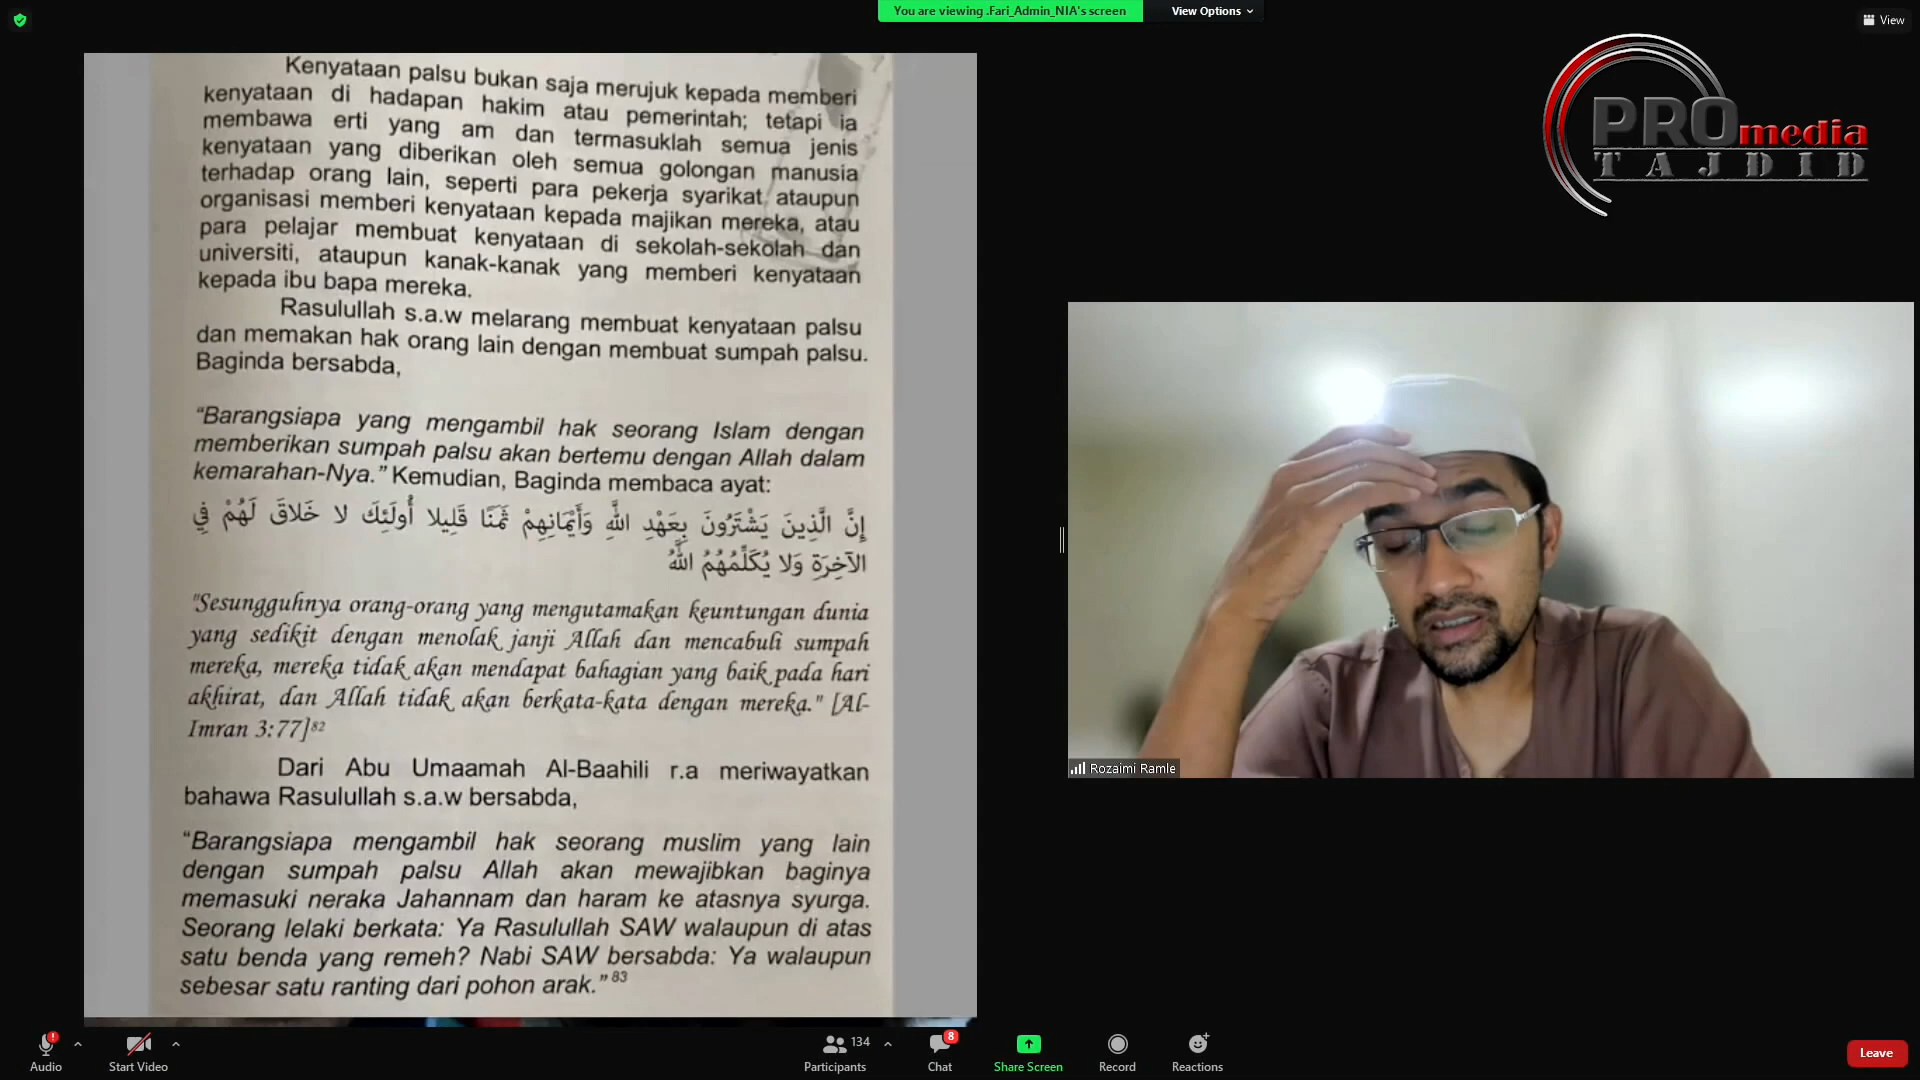 You are viewing .Fari_Admin_NIA's screen
View Options
View
PROmedia
TAJDID
Kenyataan palsu bukan saja merujuk kepada memberi
kenyataan di hadapan hakim atau pemerintah; tetapi ia
membawa erti yang am dan termasuklah semua jenis
kenyataan yang diberikan oleh semua golongan manusia
terhadap orang lain, seperti para pekerja syarikat ataupun
organisasi memberi kenyataan kepada majikan mereka, atau
para pelajar membuat kenyataan di sekolah-sekolah dan
universiti, ataupun kanak-kanak yang memberi kenyataan
kepada ibu bapa mereka.
Rasulullah s.a.w melarang membuat kenyataan palsu
dan memakan hak orang lain dengan membuat sumpah palsu.
Baginda bersabda,
“Barangsiapa yang mengambil hak seorang Islam dengan
memberikan sumpah palsu akan bertemu dengan Allah dalam
kemarahan-Nya.” Kemudian, Baginda membaca ayat:
إِنَّ الَّذِينَ يَشْتَرُونَ بِعَهْدِ اللَّهِ وَأَيْمَانِهِمْ ثَمَنًا قَلِيلا أُولَئِكَ لا خَلاقَ لَهُمْ فِي
الآخِرَةِ وَلا يُكَلِّمُهُمُ اللَّهُ
"Sesungguhnya orang-orang yang mengutamakan keuntungan dunia
yang sedikit dengan menolak janji Allah dan mencabuli sumpah
mereka, mereka tidak akan mendapat bahagian yang baik pada hari
akhirat, dan Allah tidak akan berkata-kata dengan mereka." [Al-
Imran 3:77]82
Dari Abu Umaamah Al-Baahili r.a meriwayatkan
bahawa Rasulullah s.a.w bersabda,
“Barangsiapa mengambil hak seorang muslim yang lain
dengan sumpah palsu Allah akan mewajibkan baginya
memasuki neraka Jahannam dan haram ke atasnya syurga.
Seorang lelaki berkata: Ya Rasulullah SAW walaupun di atas
satu benda yang remeh? Nabi SAW bersabda: Ya walaupun
sebesar satu ranting dari pohon arak.”83
Rozaimi Ramle
Audio
Start Video
134
Participants
8
Chat
Share Screen
Record
Reactions
Leave